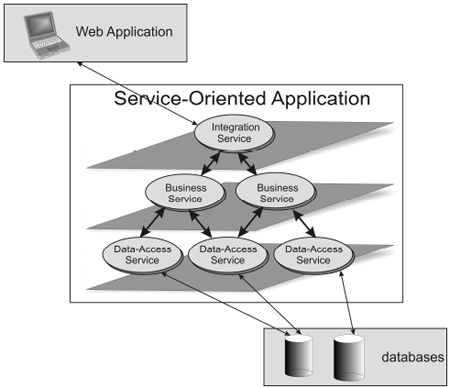 Web Application
Service-Oriented Application
Integration
Service
Business
Service
Business
Service
Data-Access
Service
Data-Access
Service
Data-Access
Service
databases